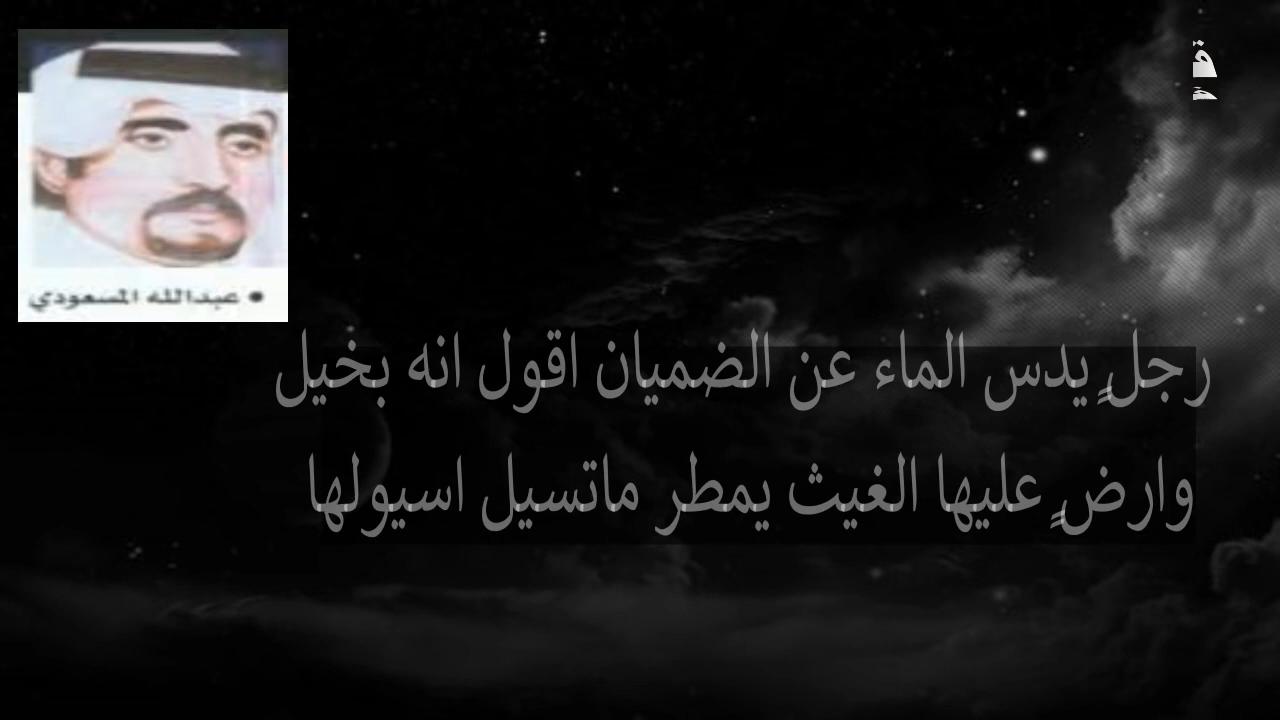 • عبدالله المسعودي
رجلٍ يدس الماء عن الضميان اقول انه بخيل
وارضٍ عليها الغيث يمطر ماتسيل اسيولها